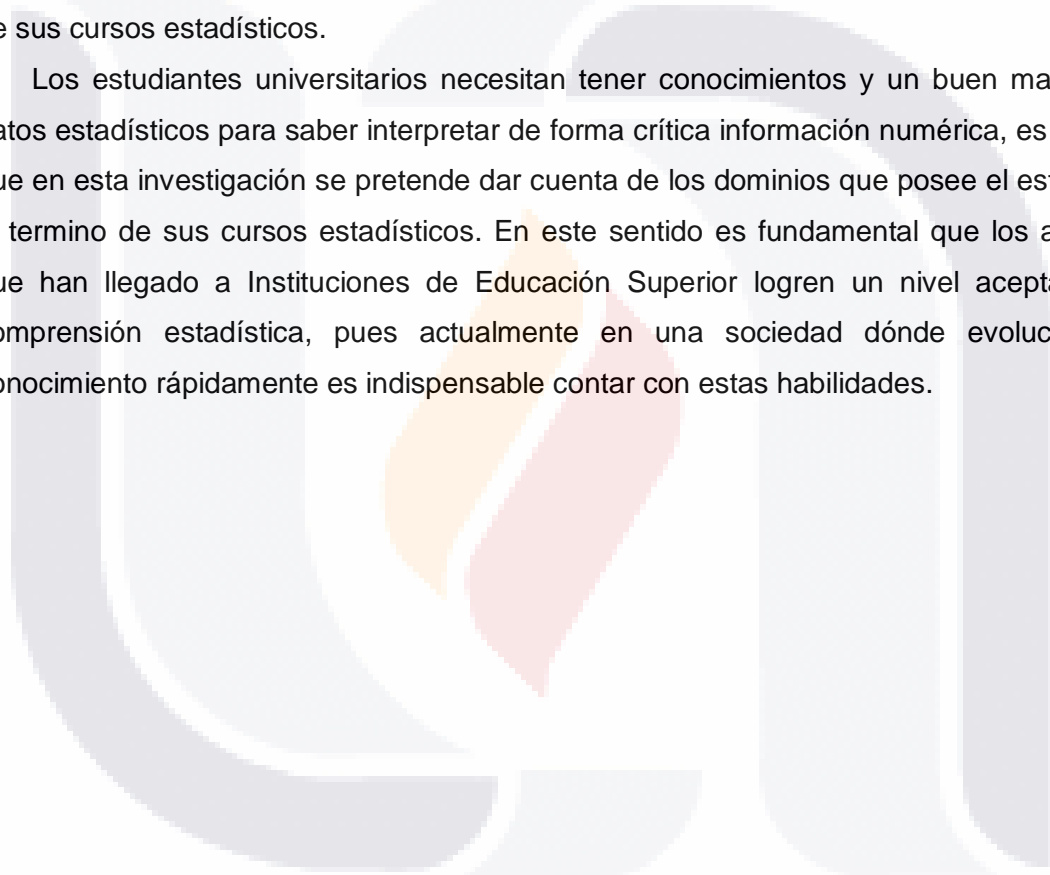 e sus cursos estadísticos.
Los estudiantes universitarios necesitan tener conocimientos y un buen ma
atos estadísticos para saber interpretar de forma crítica información numérica, es
ue en esta investigación se pretende dar cuenta de los dominios que posee el est
termino de sus cursos estadísticos. En este sentido es fundamental que los a
ue han llegado a Instituciones de Educación Superior logren un nivel acepta
omprensión estadística, pues actualmente en una sociedad dónde evoluc
onocimiento rápidamente es indispensable contar con estas habilidades.